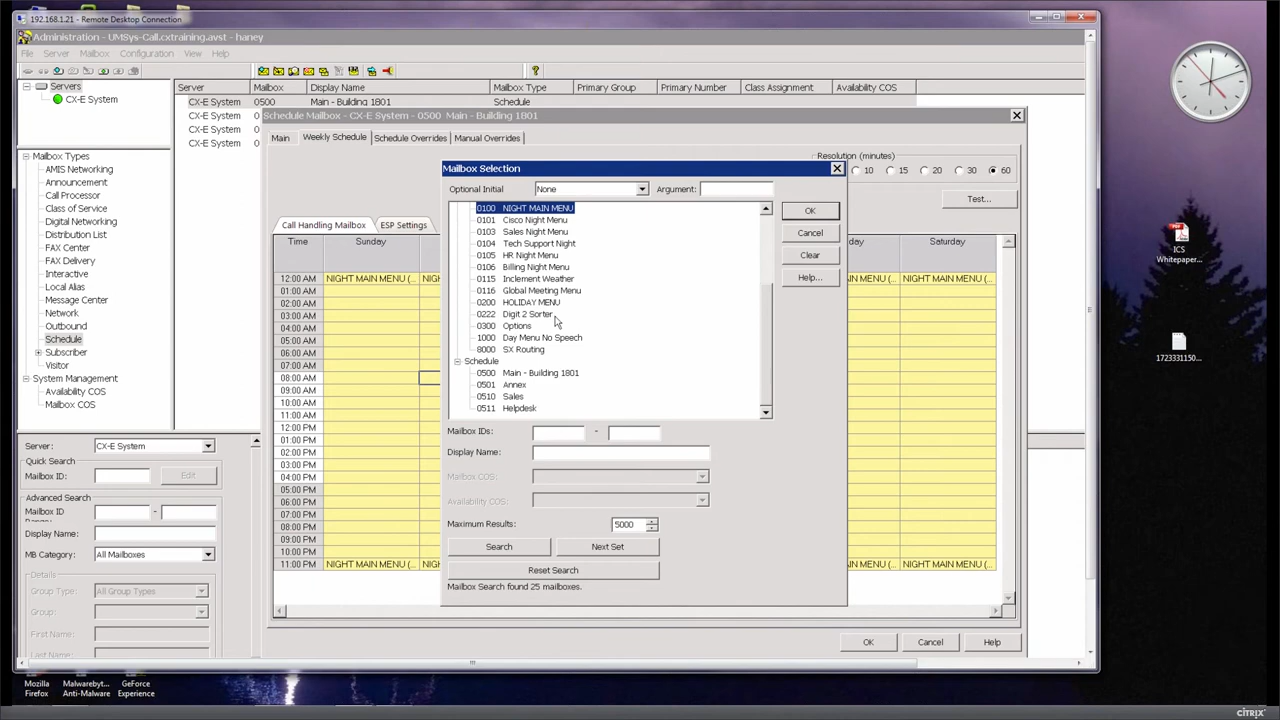 192.168.1.21 - Remote Desktop Connection
Administration - UMSys-Call.cxtraining.avst - haney
File Server Mailbox Configuration View Help
Servers
CX-E System
Server Mailbox Display Name Mailbox Type Primary Group Primary Number Class Assignment Availability COS
CX-E System 0500 Main - Building 1801 Schedule
CX-E System
CX-E System
CX-E System
Mailbox Types
AMIS Networking
Announcement
Call Processor
Class of Service
Digital Networking
Distribution List
FAX Center
FAX Delivery
Interactive
Local Alias
Message Center
Network
Outbound
Schedule
Subscriber
Visitor
System Management
Availability COS
Mailbox COS
Server: CX-E System
Quick Search
Mailbox ID: Edit
Advanced Search
Mailbox ID -
Display Name:
MB Category: All Mailboxes
Details
Group Type: All Group Types
Group:
First Name:
Schedule Mailbox - CX-E System - 0500 Main - Building 1801
Main Weekly Schedule Schedule Overrides Manual Overrides
Resolution (minutes)
10 15 20 30 60
Test...
Call Handling Mailbox ESP Settings
Time Sunday day Saturday
12:00 AM NIGHT MAIN MENU (... NIG NIGHT MAIN MENU (...
01:00 AM
02:00 AM
03:00 AM
04:00 AM
05:00 AM
06:00 AM
07:00 AM
08:00 AM
09:00 AM
10:00 AM
11:00 AM
12:00 PM
01:00 PM
02:00 PM
03:00 PM
04:00 PM
05:00 PM
06:00 PM
07:00 PM
08:00 PM
09:00 PM
10:00 PM
11:00 PM NIGHT MAIN MENU (... NIG NIGHT MAIN MENU (...
OK Cancel Help
Mailbox Selection
Optional Initial None Argument:
0100 NIGHT MAIN MENU
0101 Cisco Night Menu
0103 Sales Night Menu
0104 Tech Support Night
0105 HR Night Menu
0106 Billing Night Menu
0115 Inclement Weather
0116 Global Meeting Menu
0200 HOLIDAY MENU
0222 Digit 2 Sorter
0300 Options
1000 Day Menu No Speech
8000 SX Routing
Schedule
0500 Main - Building 1801
0501 Annex
0510 Sales
0511 Helpdesk
OK
Cancel
Clear
Help...
Mailbox IDs: -
Display Name:
Mailbox COS:
Availability COS:
Maximum Results: 5000
Search Next Set
Reset Search
Mailbox Search found 25 mailboxes.
ICS
Whitepaper...
1723331150...
Mozilla
Firefox
Malwarebyt...
Anti-Malware
GeForce
Experience
CITRIX